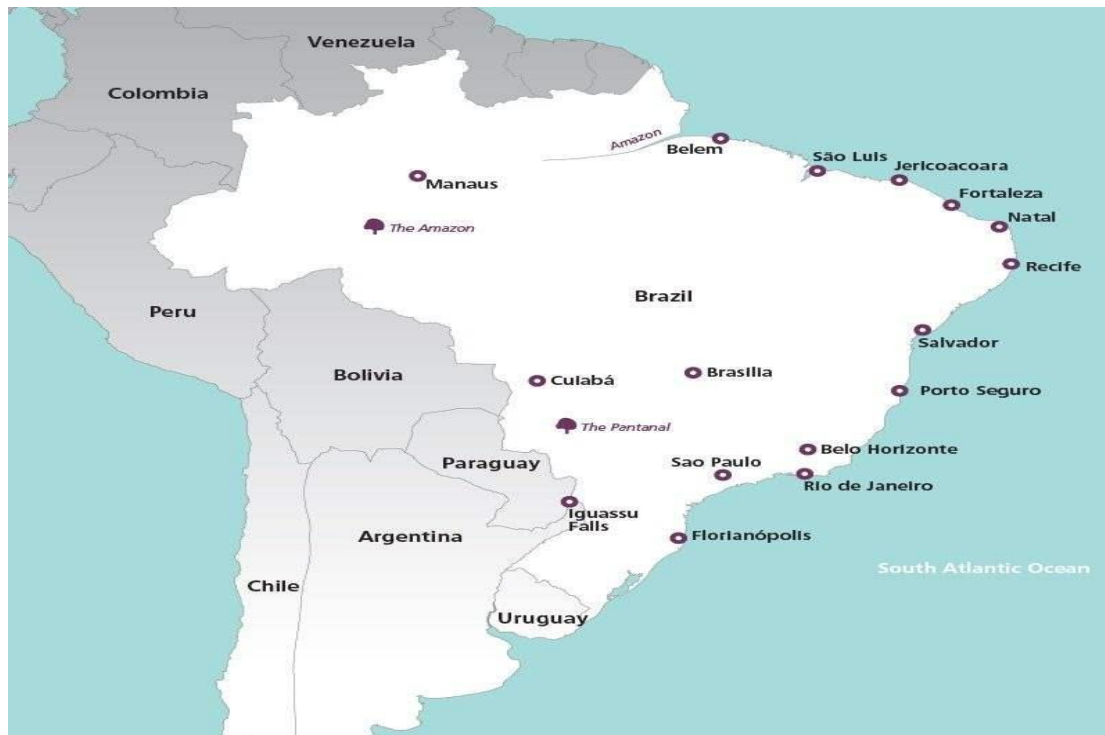 Venezuela
Colombia
Amazon
Belem
São Luis
Jericoacoara
Manaus
Fortaleza
Natal
The Amazon
Recife
Brazil
Peru
Salvador
Bolivia
Cuiabá
Brasilia
Porto Seguro
The Pantanal
Belo Horizonte
Paraguay
Sao Paulo
Rio de Janeiro
Iguassu
Falls
Argentina
Florianópolis
South Atlantic Ocean
Chile
Uruguay